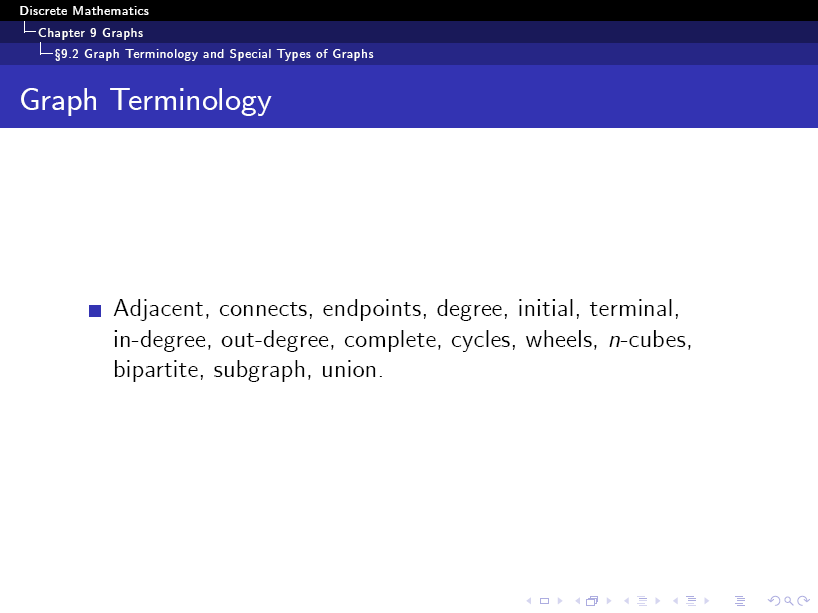 Discrete Mathematics
Chapter 9 Graphs
§9.2 Graph Terminology and Special Types of Graphs
Graph Terminology
Adjacent, connects, endpoints, degree, initial, terminal,
in-degree, out-degree, complete, cycles, wheels, n-cubes,
bipartite, subgraph, union.